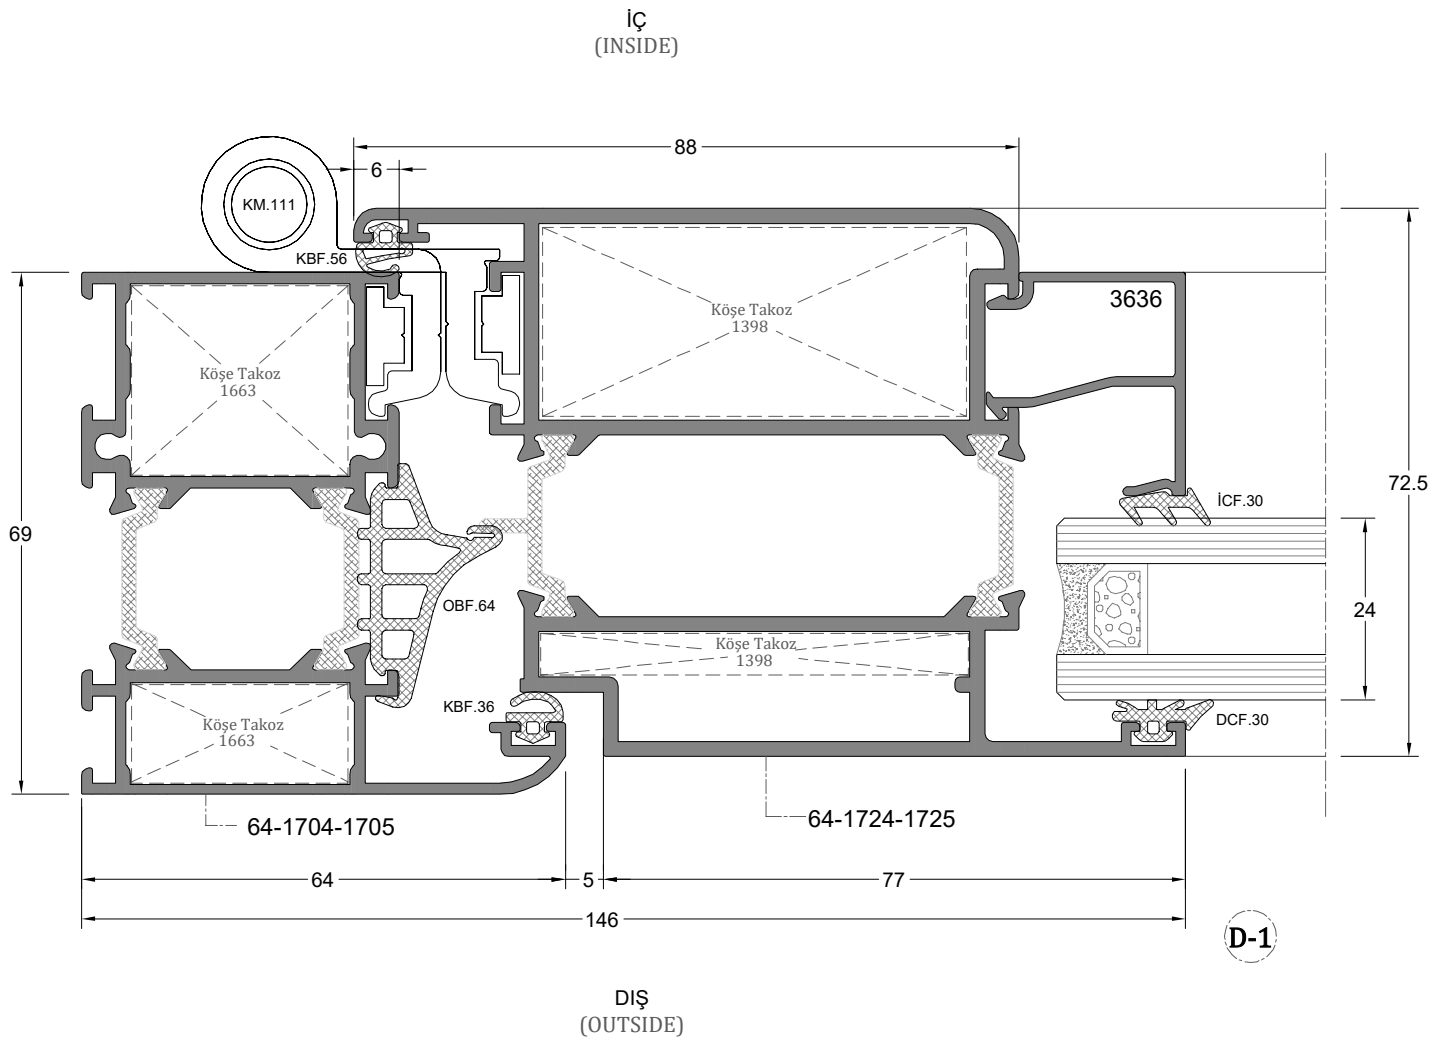 İÇ
(INSIDE)
88
6
KM.111
KBF.56
3636
Köşe Takoz
1398
Köşe Takoz
1663
72.5
İCF.30
69
OBF.64
24
Köşe Takoz
1398
KBF.36
DCF.30
Köşe Takoz
1663
64-1704-1705
64-1724-1725
64
5
77
146
D-1
DIŞ
(OUTSIDE)